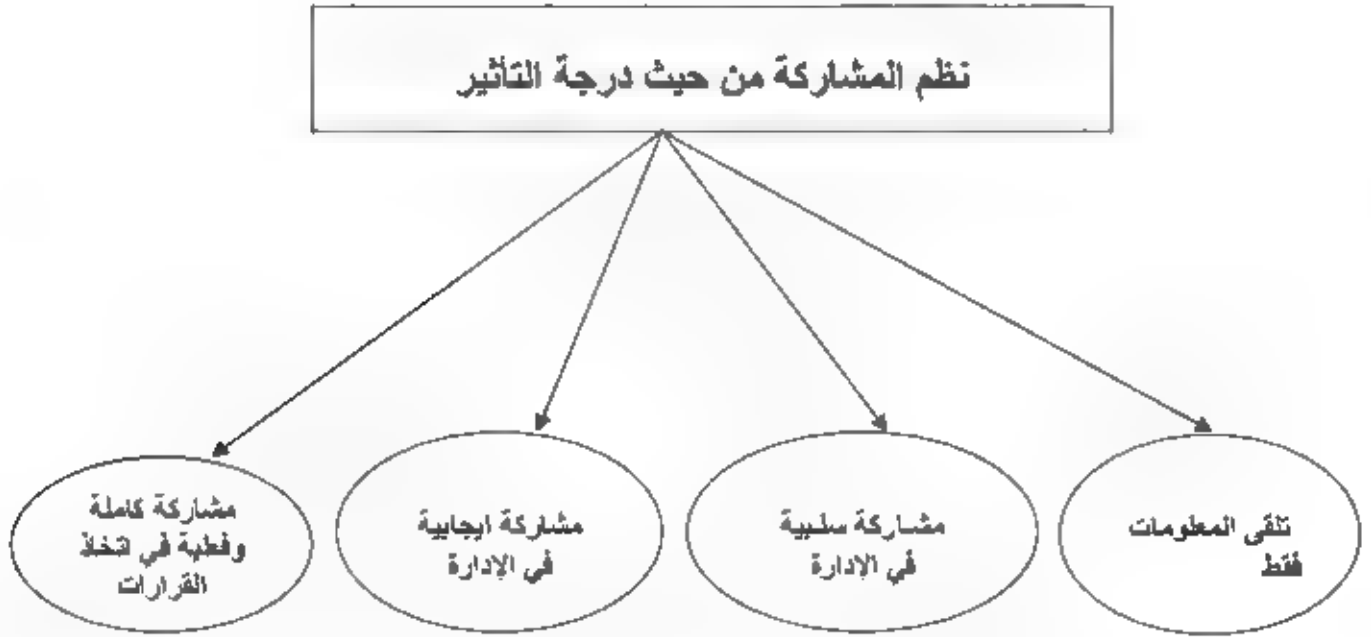 نظم المشاركة من حيث درجة التأثير
تلقى المعلومات
فقط
مشاركة سلبية
في الإدارة
مشاركة ايجابية
في الإدارة
مشاركة كاملة
وفعلية في اتخاذ
القرارات